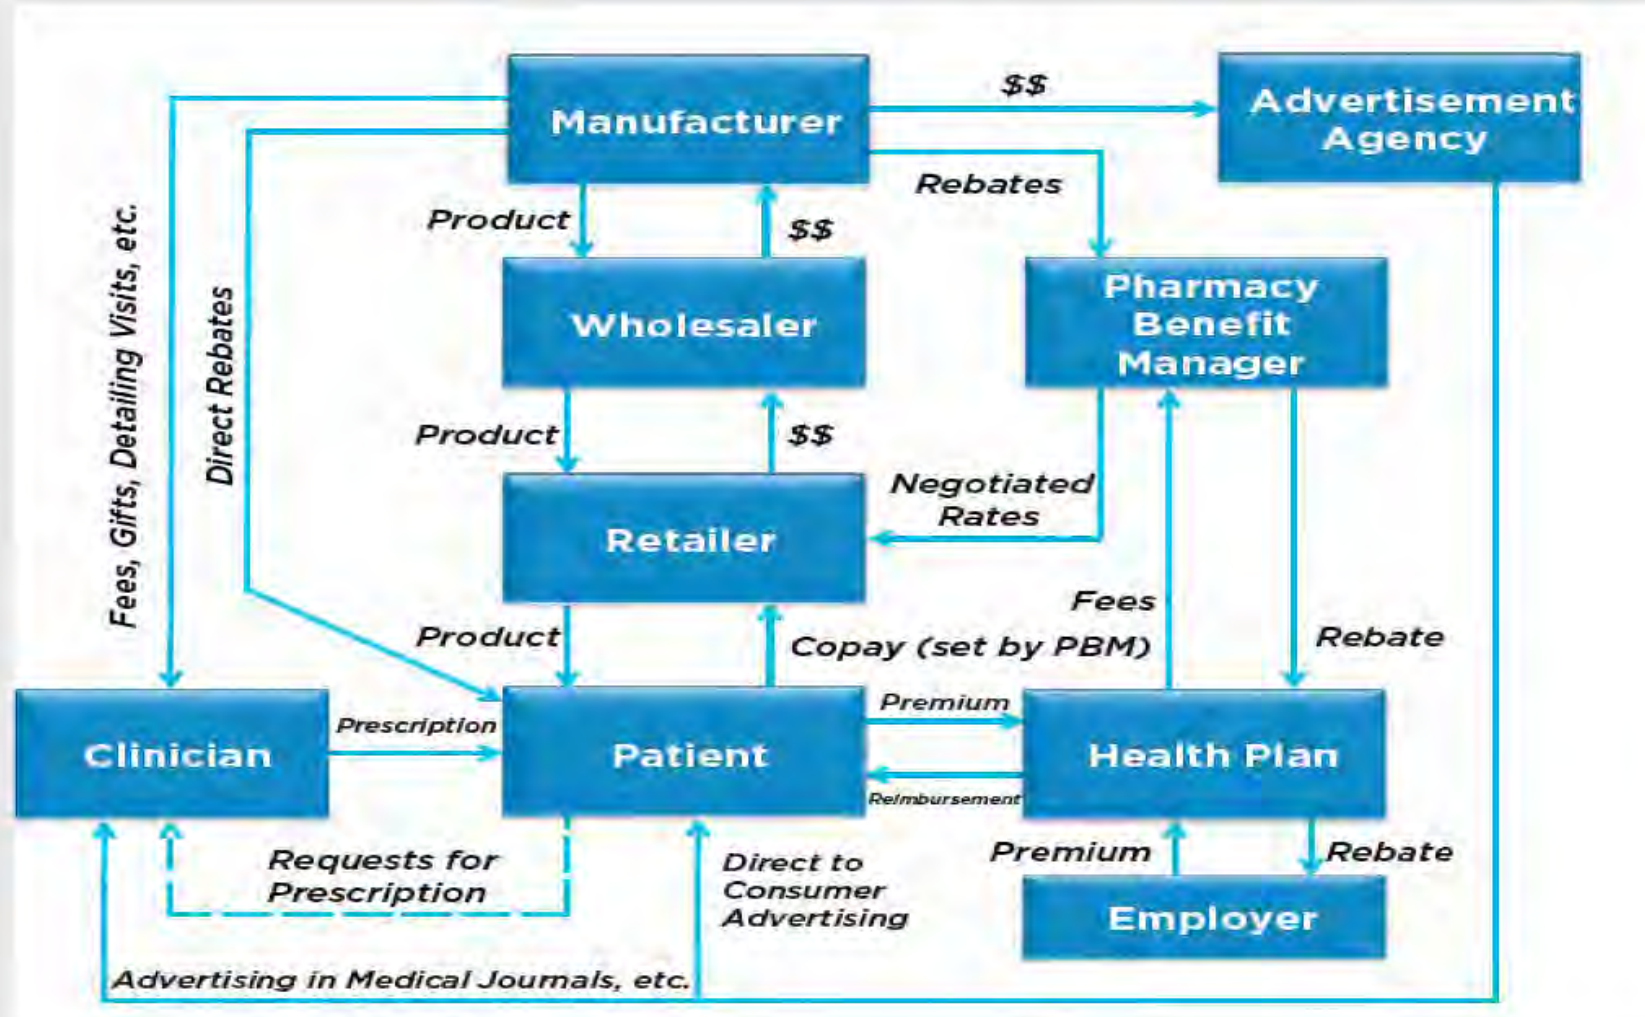 $$
Manufacturer
Advertisement
Agency
Rebates
Product
$$
Fees, Gifts, Detailing Visits, etc.
Direct Rebates
Wholesaler
Pharmacy
Benefit
Manager
Product
$$
Negotiated
Rates
Retailer
Fees
Product
Copay (set by PBM)
Rebate
Premium
Prescription
Clinician
Patient
Health Plan
Reimbursement
Requests for
Prescription
Direct to
Consumer
Advertising
Premium
Rebate
Employer
Advertising in Medical Journals, etc.